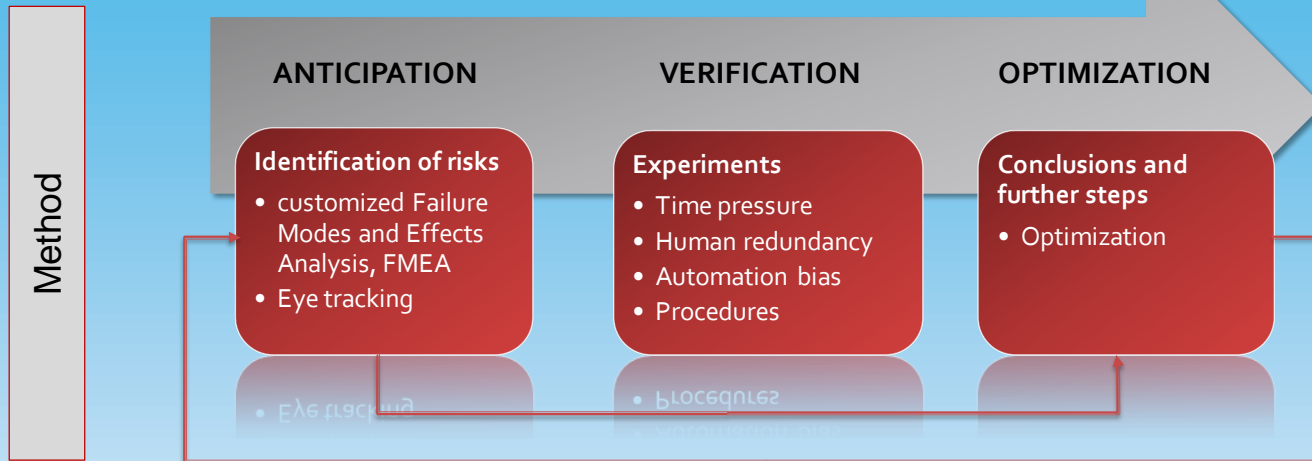 Method
ANTICIPATION
VERIFICATION
OPTIMIZATION
Identification of risks
• customized Failure
Modes and Effects
Analysis, FMEA
• Eye tracking
Experiments
• Time pressure
• Human redundancy
• Automation bias
• Procedures
Conclusions and
further steps
• Optimization